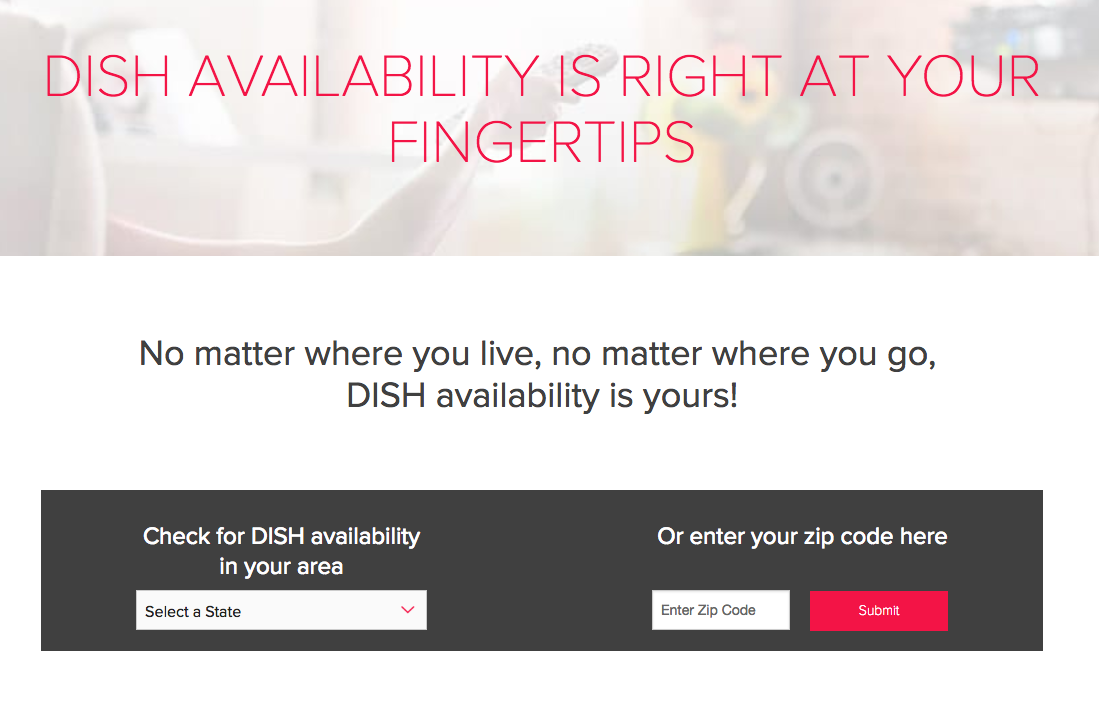 DISH AVAILABILITY IS RIGHT AT YOUR
FINGERTIPS
No matter where you live, no matter where you go,
DISH availability is yours!
Check for DISH availability
in your area
Select a State
Or enter your zip code here
Enter Zip Code
Submit